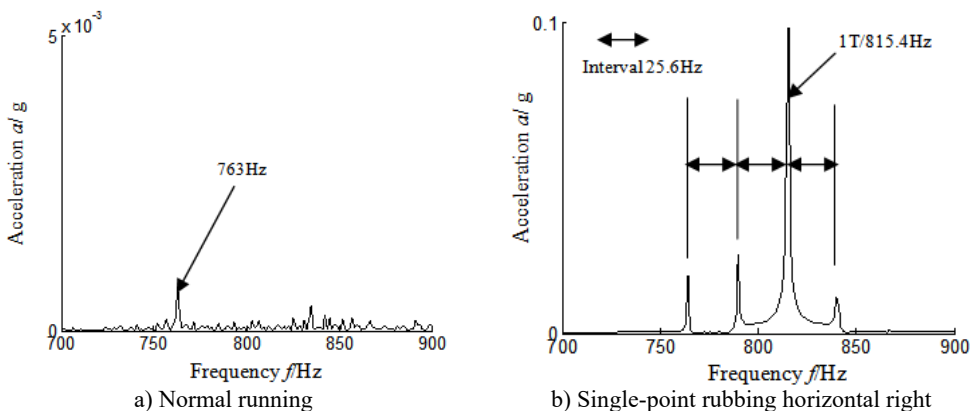 5 × 10⁻³
Acceleration a/ g
763Hz
0
700 750 800 850 900
Frequency f/Hz
a) Normal running
0.1
Interval 25.6Hz
1T/815.4Hz
Acceleration a/ g
0
700 750 800 850 900
Frequency f/Hz
b) Single-point rubbing horizontal right